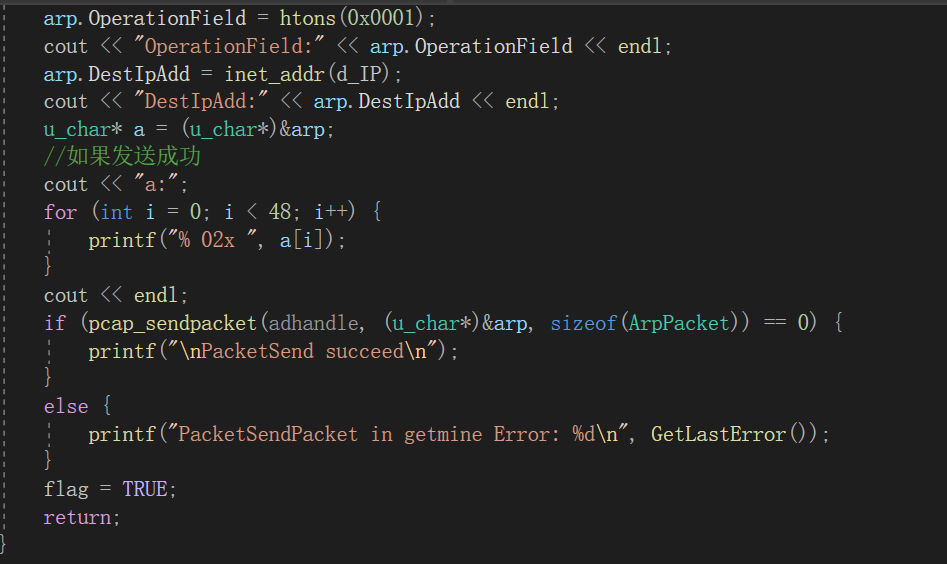 arp.OperationField = htons(0x0001);
cout << "OperationField:" << arp.OperationField << endl;
arp.DestIpAdd = inet_addr(d_IP);
cout << "DestIpAdd:" << arp.DestIpAdd << endl;
u_char* a = (u_char*)&arp;
//如果发送成功
cout << "a:";
for (int i = 0; i < 48; i++) {
printf("% 02x ", a[i]);
}
cout << endl;
if (pcap_sendpacket(adhandle, (u_char*)&arp, sizeof(ArpPacket)) == 0) {
printf("\nPacketSend succeed\n");
}
else {
printf("PacketSendPacket in getmine Error: %d\n", GetLastError());
}
flag = TRUE;
return;
}